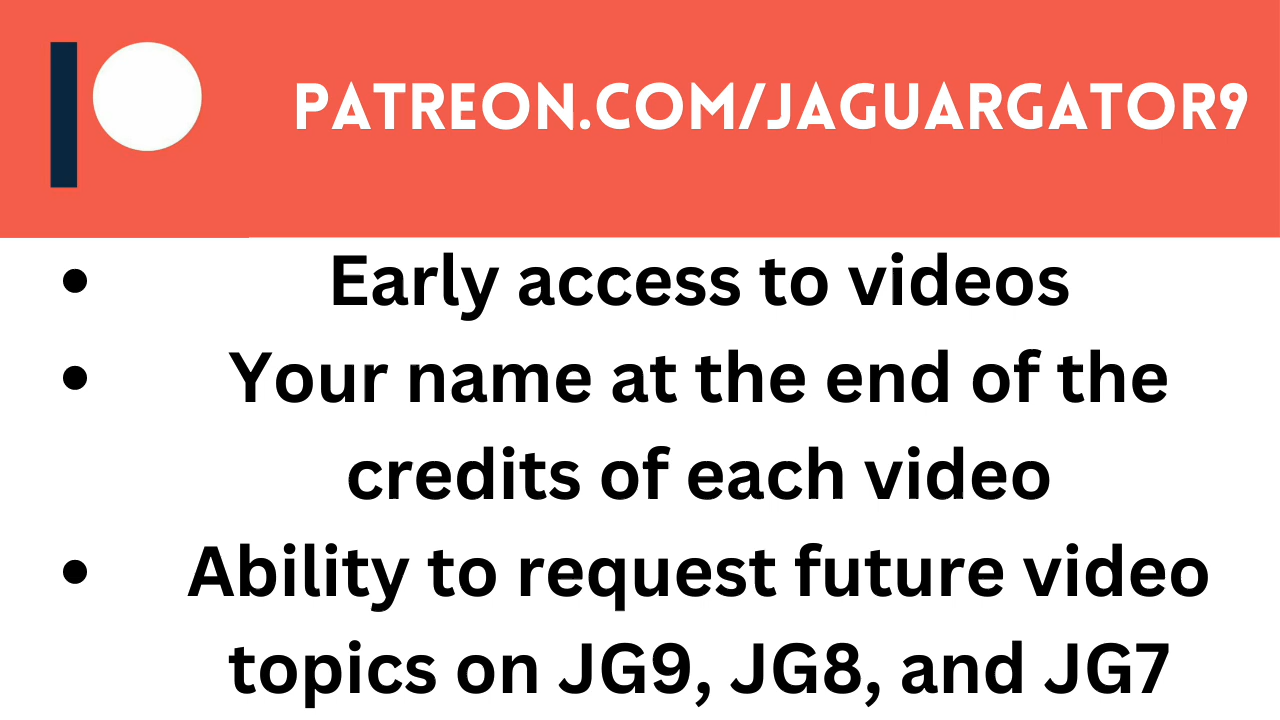 PATREON.COM/JAGUARGATOR9
• Early access to videos
• Your name at the end of the
credits of each video
• Ability to request future video
topics on JG9, JG8, and JG7